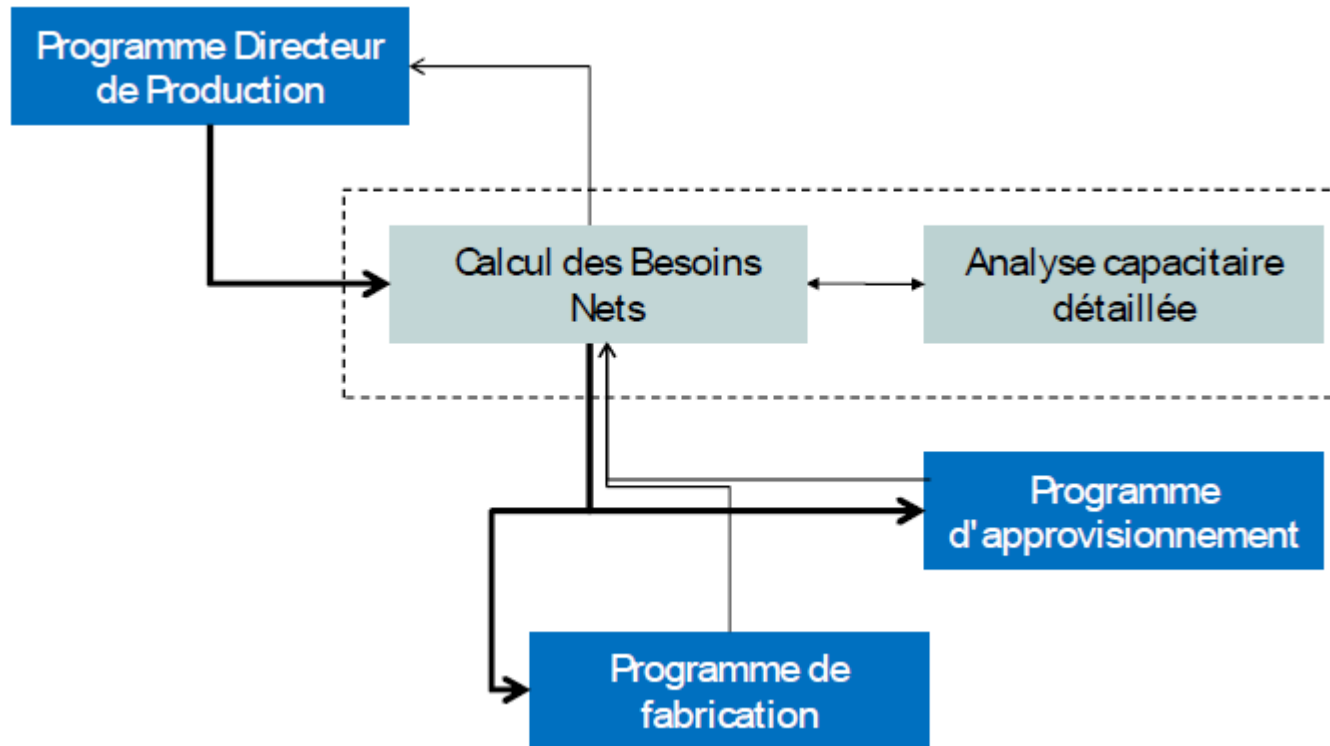 Programme Directeur
de Production
Calcul des Besoins
Nets
Analyse capacitaire
détaillée
Programme
d'approvisionnement
Programme de
fabrication